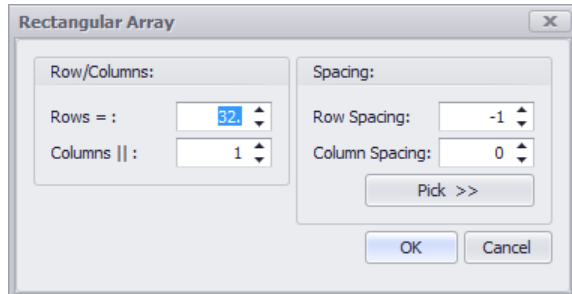 Rectangular Array
Row/Columns:
Rows = : 32.
Columns || : 1
Spacing:
Row Spacing: -1
Column Spacing: 0
Pick >>
OK Cancel